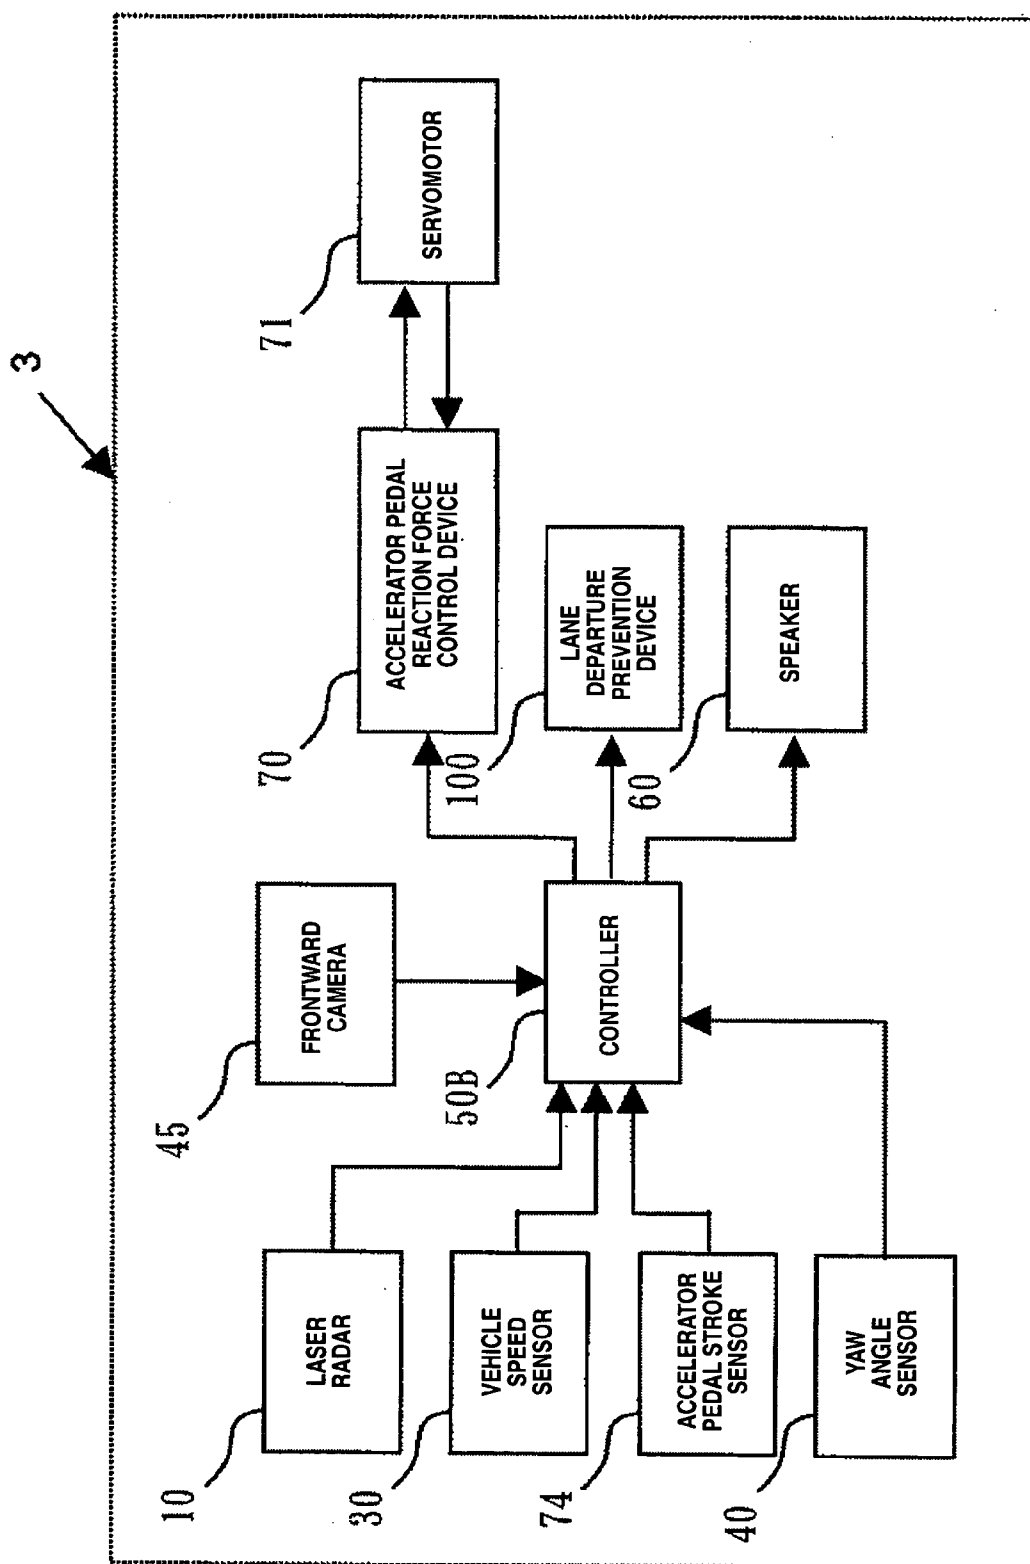 3
10
LASER
RADAR
30
VEHICLE
SPEED
SENSOR
74
ACCELERATOR
PEDAL STROKE
SENSOR
40
YAW
ANGLE
SENSOR
45
FRONTWARD
CAMERA
50B
CONTROLLER
70
ACCELERATOR PEDAL
REACTION FORCE
CONTROL DEVICE
100
LANE
DEPARTURE
PREVENTION
DEVICE
60
SPEAKER
71
SERVOMOTOR